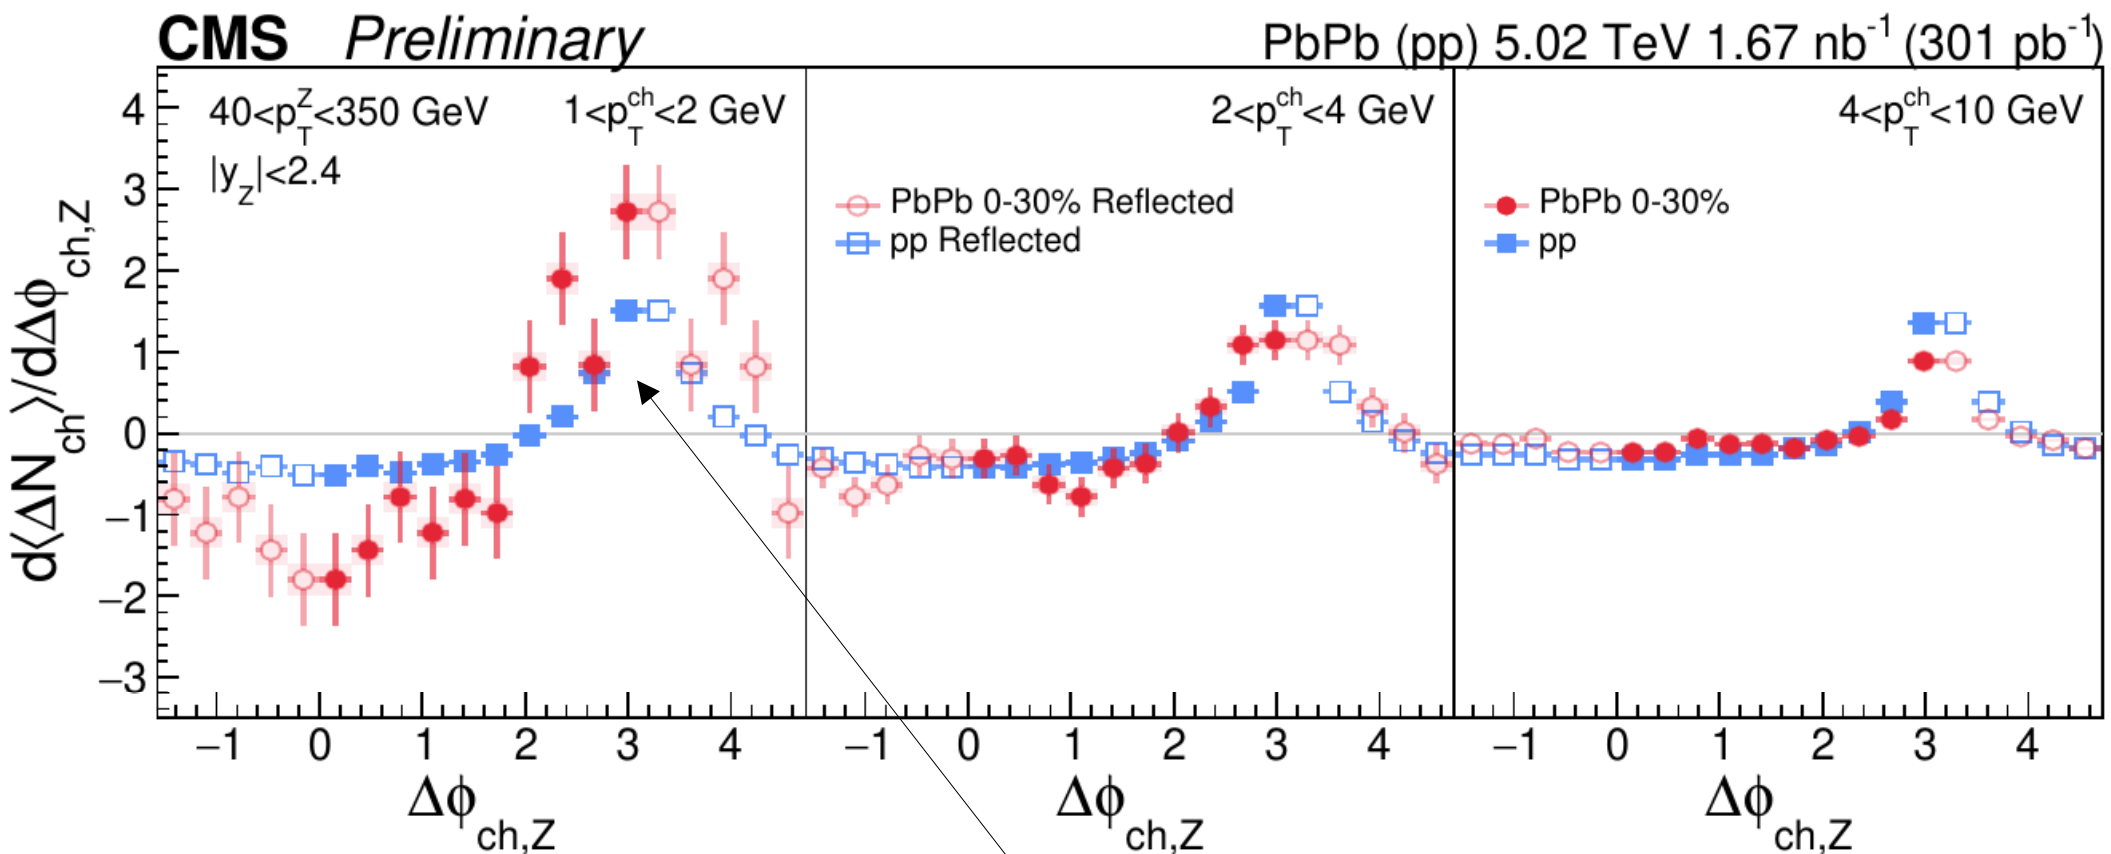 CMS Preliminary
PbPb (pp) 5.02 TeV 1.67 nb⁻¹ (301 pb⁻¹)
40<p_T^Z<350 GeV
|y_Z|<2.4
1<p_T^ch<2 GeV
2<p_T^ch<4 GeV
4<p_T^ch<10 GeV
PbPb 0-30% Reflected
pp Reflected
PbPb 0-30%
pp
d⟨ΔN_ch⟩/dΔϕ_ch,Z
4
3
2
1
0
−1
−2
−3
−1 0 1 2 3 4
−1 0 1 2 3 4
−1 0 1 2 3 4
Δϕ_ch,Z
Δϕ_ch,Z
Δϕ_ch,Z